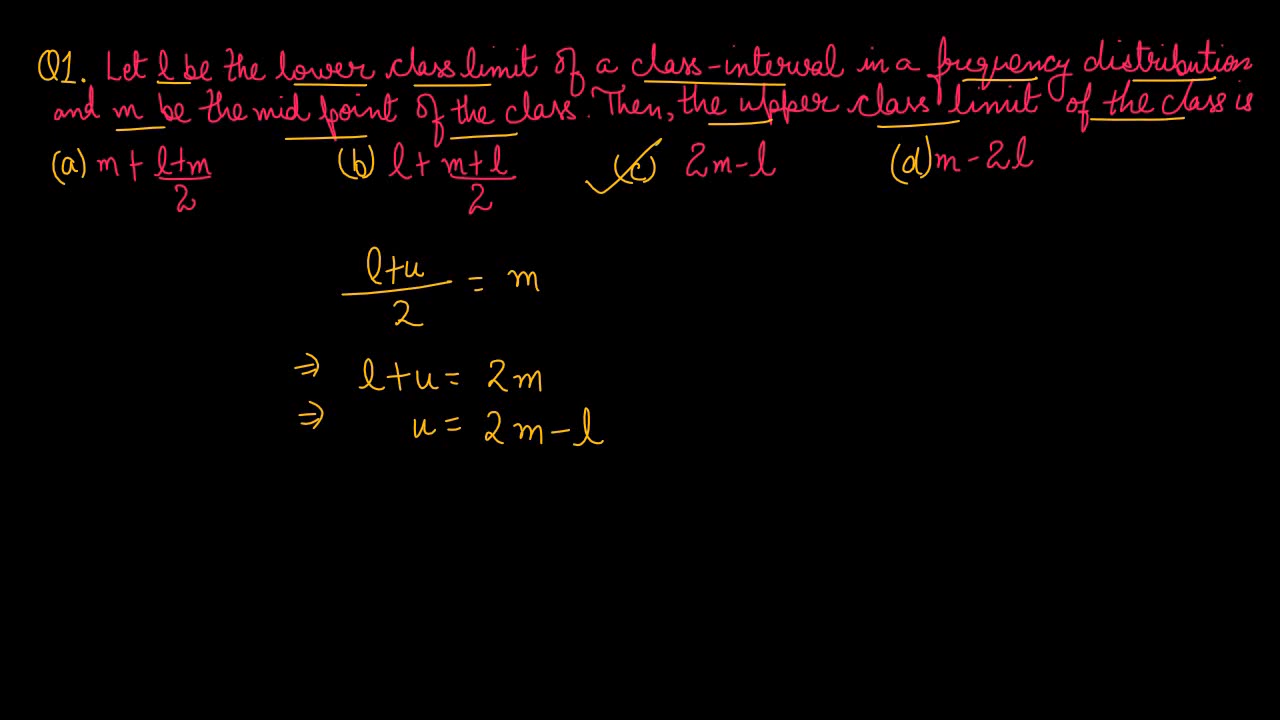 Q1. Let l be the lower class limit of a class-interval in a frequency distribution
and m be the mid point of the class. Then, the upper class limit of the class is
(a) m + (l+m)/2 (b) l + (m+l)/2 (c) 2m-l (d) m-2l
(l+u)/2 = m
⇒ l+u = 2m
⇒ u = 2m-l